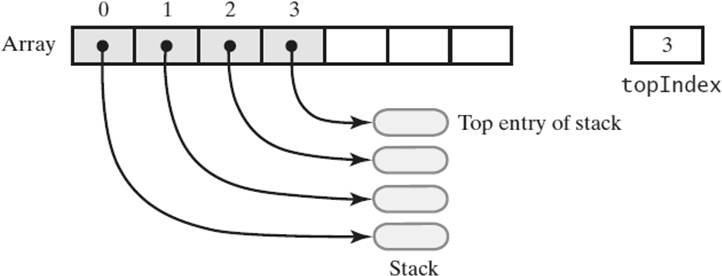 0 1 2 3
Array
3
topIndex
Top entry of stack
Stack